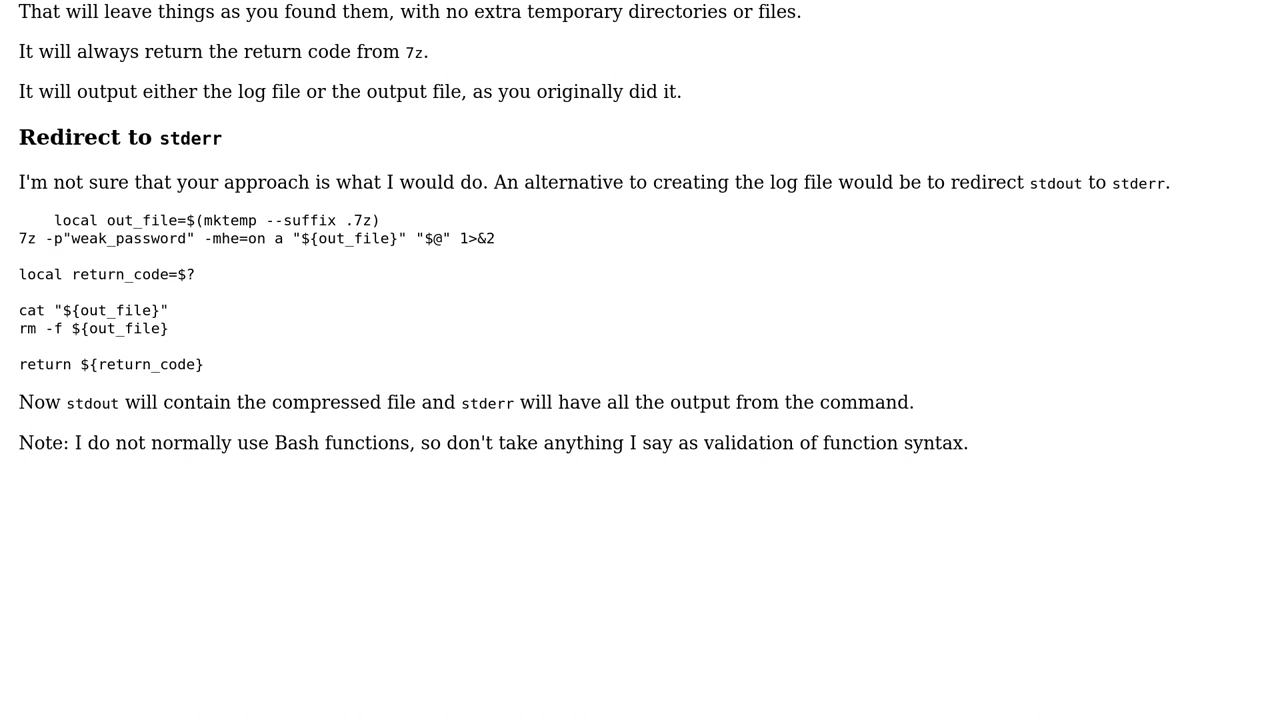 That will leave things as you found them, with no extra temporary directories or files.
It will always return the return code from 7z.
It will output either the log file or the output file, as you originally did it.
Redirect to stderr
I'm not sure that your approach is what I would do. An alternative to creating the log file would be to redirect stdout to stderr.
    local out_file=$(mktemp --suffix .7z)
7z -p"weak_password" -mhe=on a "${out_file}" "$@" 1>&2
local return_code=$?
cat "${out_file}"
rm -f ${out_file}
return ${return_code}
Now stdout will contain the compressed file and stderr will have all the output from the command.
Note: I do not normally use Bash functions, so don't take anything I say as validation of function syntax.